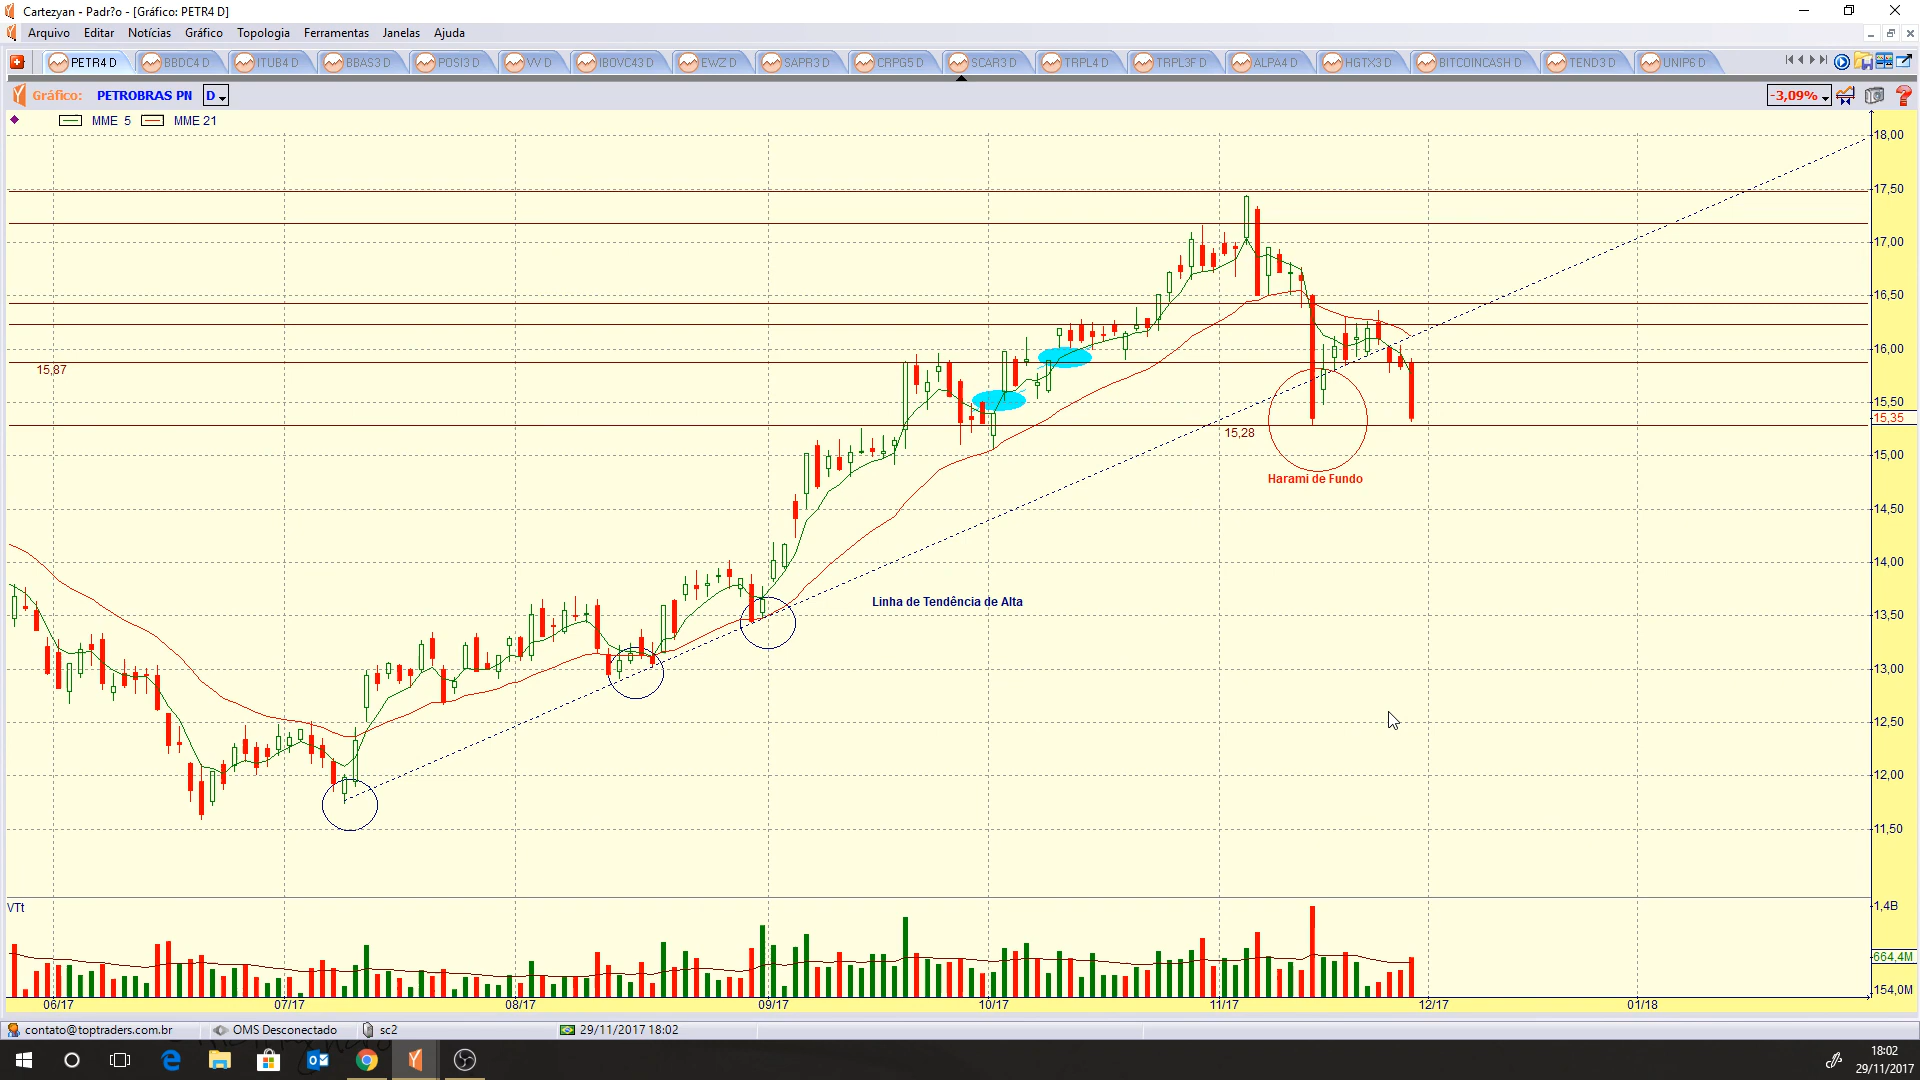 Cartezyan - Padr?o - [Gráfico: PETR4 D]
Arquivo Editar Notícias Gráfico Topologia Ferramentas Janelas Ajuda
PETR4 D BBDC4 D ITUB4 D BBAS3 D POSI3 D VV D IBOVC43 D EWZ D SAPR3 D CRPG5 D SCAR3 D TRPL4 D TRPL3F D ALPA4 D HGTX3 D BITCOINCASH D TEND3 D UNIP6 D
Gráfico: PETROBRAS PN D -3,09%
MME 5 MME 21
18,00
17,50
17,00
16,50
16,00
15,87
15,50
15,35
15,28
15,00
Harami de Fundo
14,50
14,00
Linha de Tendência de Alta
13,50
13,00
12,50
12,00
11,50
VTt
1,4B
664,4M
154,0M
06/17 07/17 08/17 09/17 10/17 11/17 12/17 01/18
contato@toptraders.com.br OMS Desconectado sc2 29/11/2017 18:02
18:02
29/11/2017